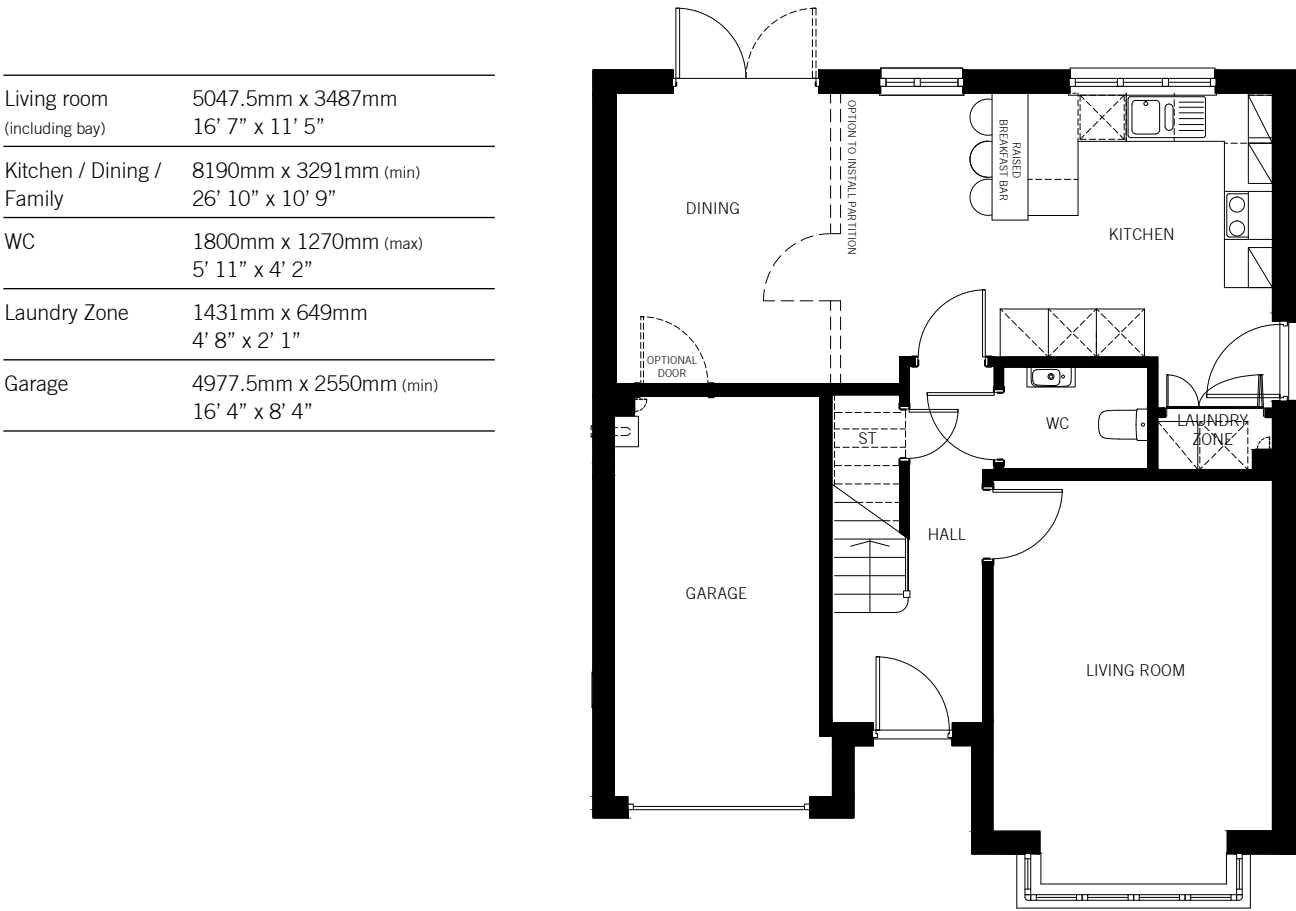 Living room 5047.5mm x 3487mm
(including bay) 16’ 7” x 11’ 5”
Kitchen / Dining / 8190mm x 3291mm (min)
Family 26’ 10” x 10’ 9”
WC 1800mm x 1270mm (max)
5’ 11” x 4’ 2”
Laundry Zone 1431mm x 649mm
4’ 8” x 2’ 1”
Garage 4977.5mm x 2550mm (min)
16’ 4” x 8’ 4”
OPTION TO INSTALL PARTITION
RAISED
BREAKFAST BAR
DINING
KITCHEN
OPTIONAL
DOOR
ST
WC
LAUNDRY
ZONE
HALL
GARAGE
LIVING ROOM